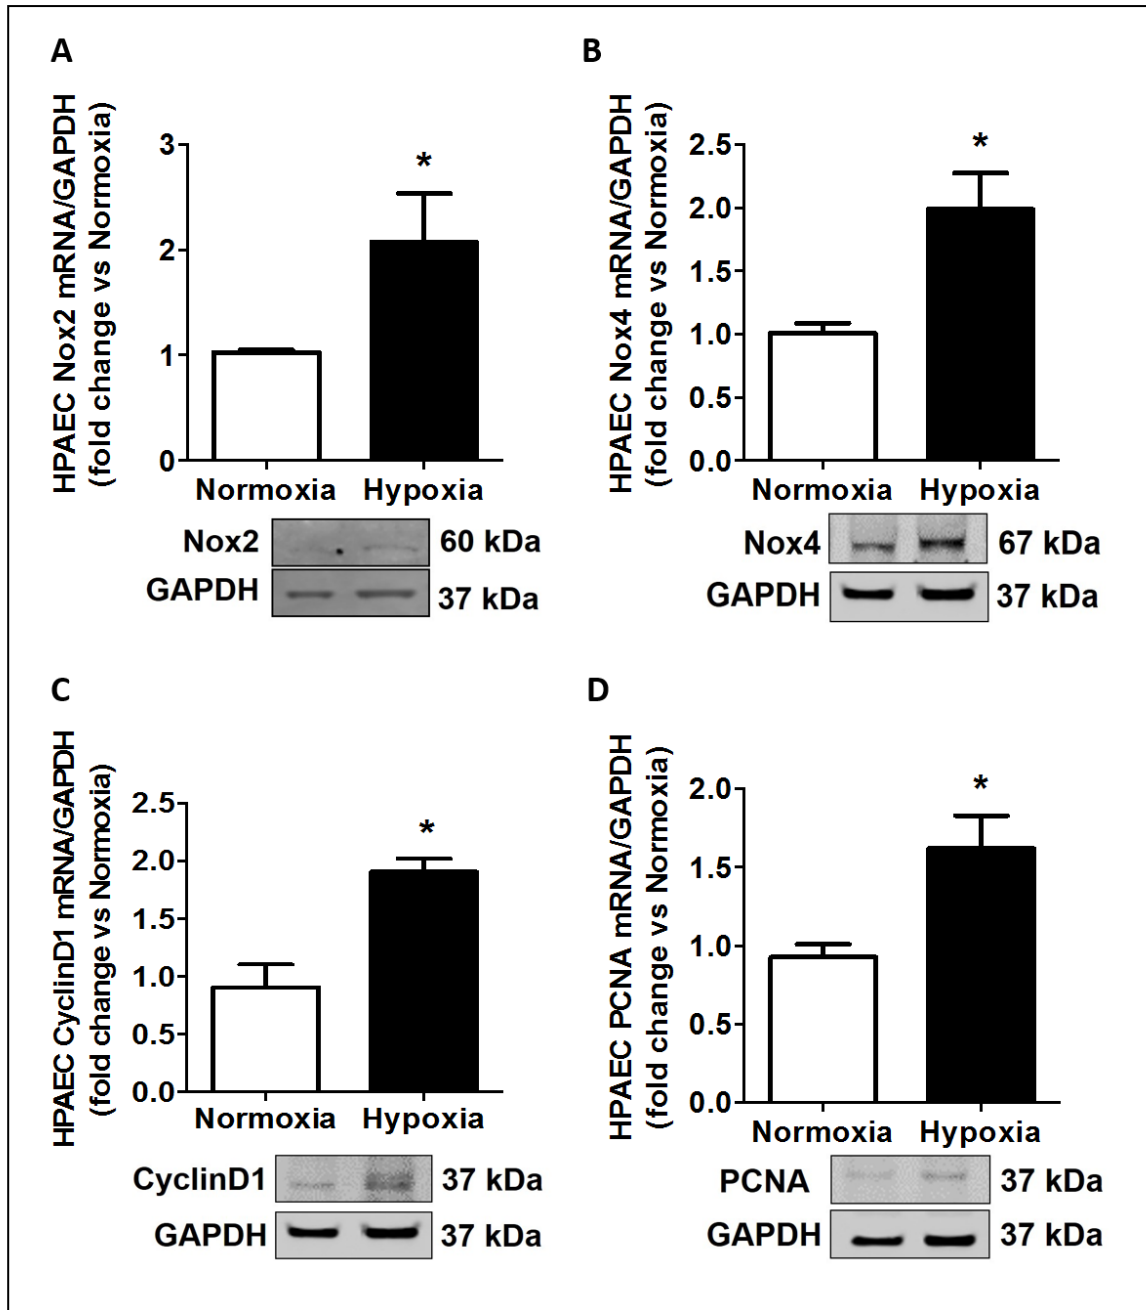 A
HPAEC Nox2 mRNA/GAPDH
(fold change vs Normoxia)
3
2
1
0
*
Normoxia Hypoxia
Nox2 60 kDa
GAPDH 37 kDa
B
HPAEC Nox4 mRNA/GAPDH
(fold change vs Normoxia)
2.5
2.0
1.5
1.0
0.5
0.0
*
Normoxia Hypoxia
Nox4 67 kDa
GAPDH 37 kDa
C
HPAEC CyclinD1 mRNA/GAPDH
(fold change vs Normoxia)
2.5
2.0
1.5
1.0
0.5
0.0
*
Normoxia Hypoxia
CyclinD1 37 kDa
GAPDH 37 kDa
D
HPAEC PCNA mRNA/GAPDH
(fold change vs Normoxia)
2.0
1.5
1.0
0.5
0.0
*
Normoxia Hypoxia
PCNA 37 kDa
GAPDH 37 kDa